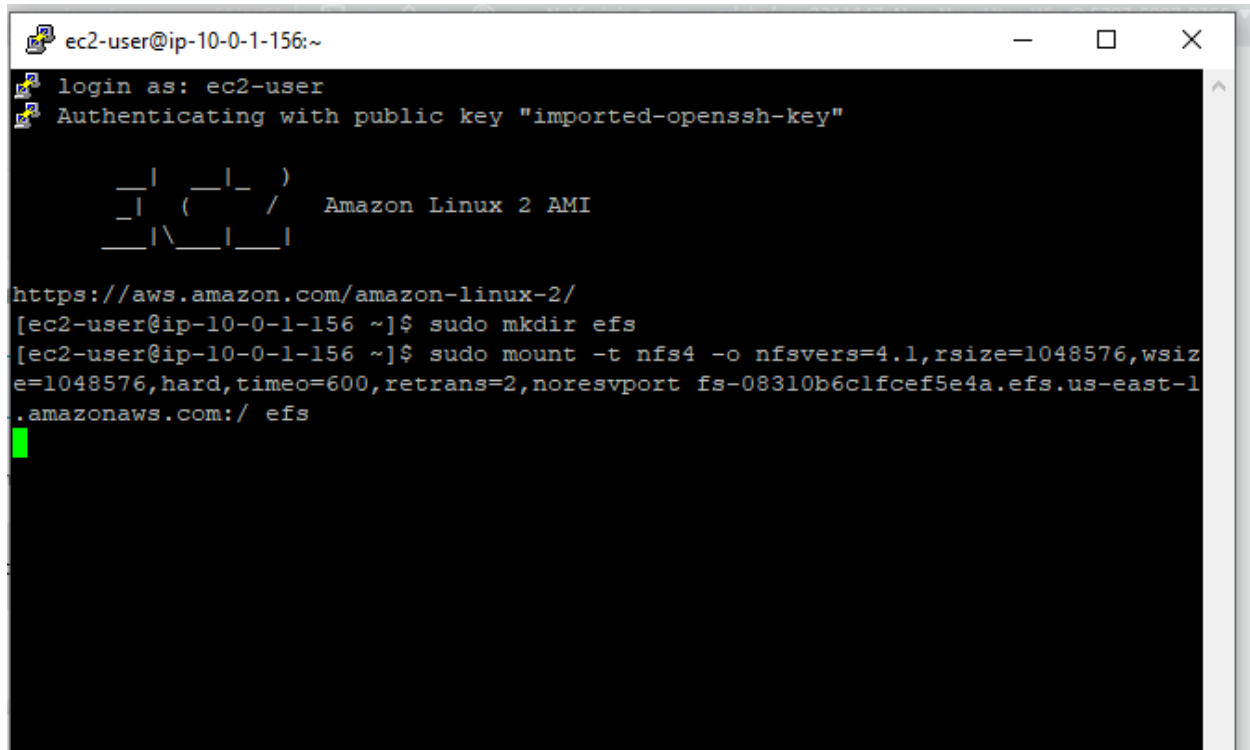 ec2-user@ip-10-0-1-156:~
login as: ec2-user
Authenticating with public key "imported-openssh-key"
       __|  __|_  )
       _|  (     /   Amazon Linux 2 AMI
      ___|\___|___|
https://aws.amazon.com/amazon-linux-2/
[ec2-user@ip-10-0-1-156 ~]$ sudo mkdir efs
[ec2-user@ip-10-0-1-156 ~]$ sudo mount -t nfs4 -o nfsvers=4.1,rsize=1048576,wsiz
e=1048576,hard,timeo=600,retrans=2,noresvport fs-08310b6c1fcef5e4a.efs.us-east-1
.amazonaws.com:/ efs